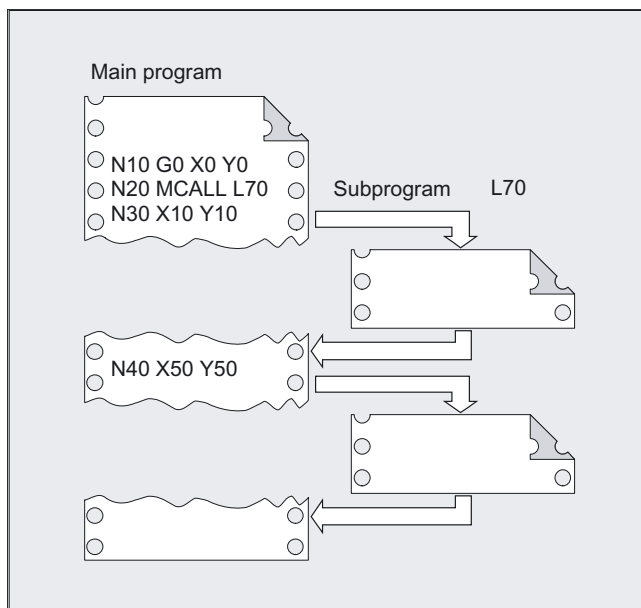 Main program
N10 G0 X0 Y0
N20 MCALL L70
N30 X10 Y10
Subprogram L70
N40 X50 Y50